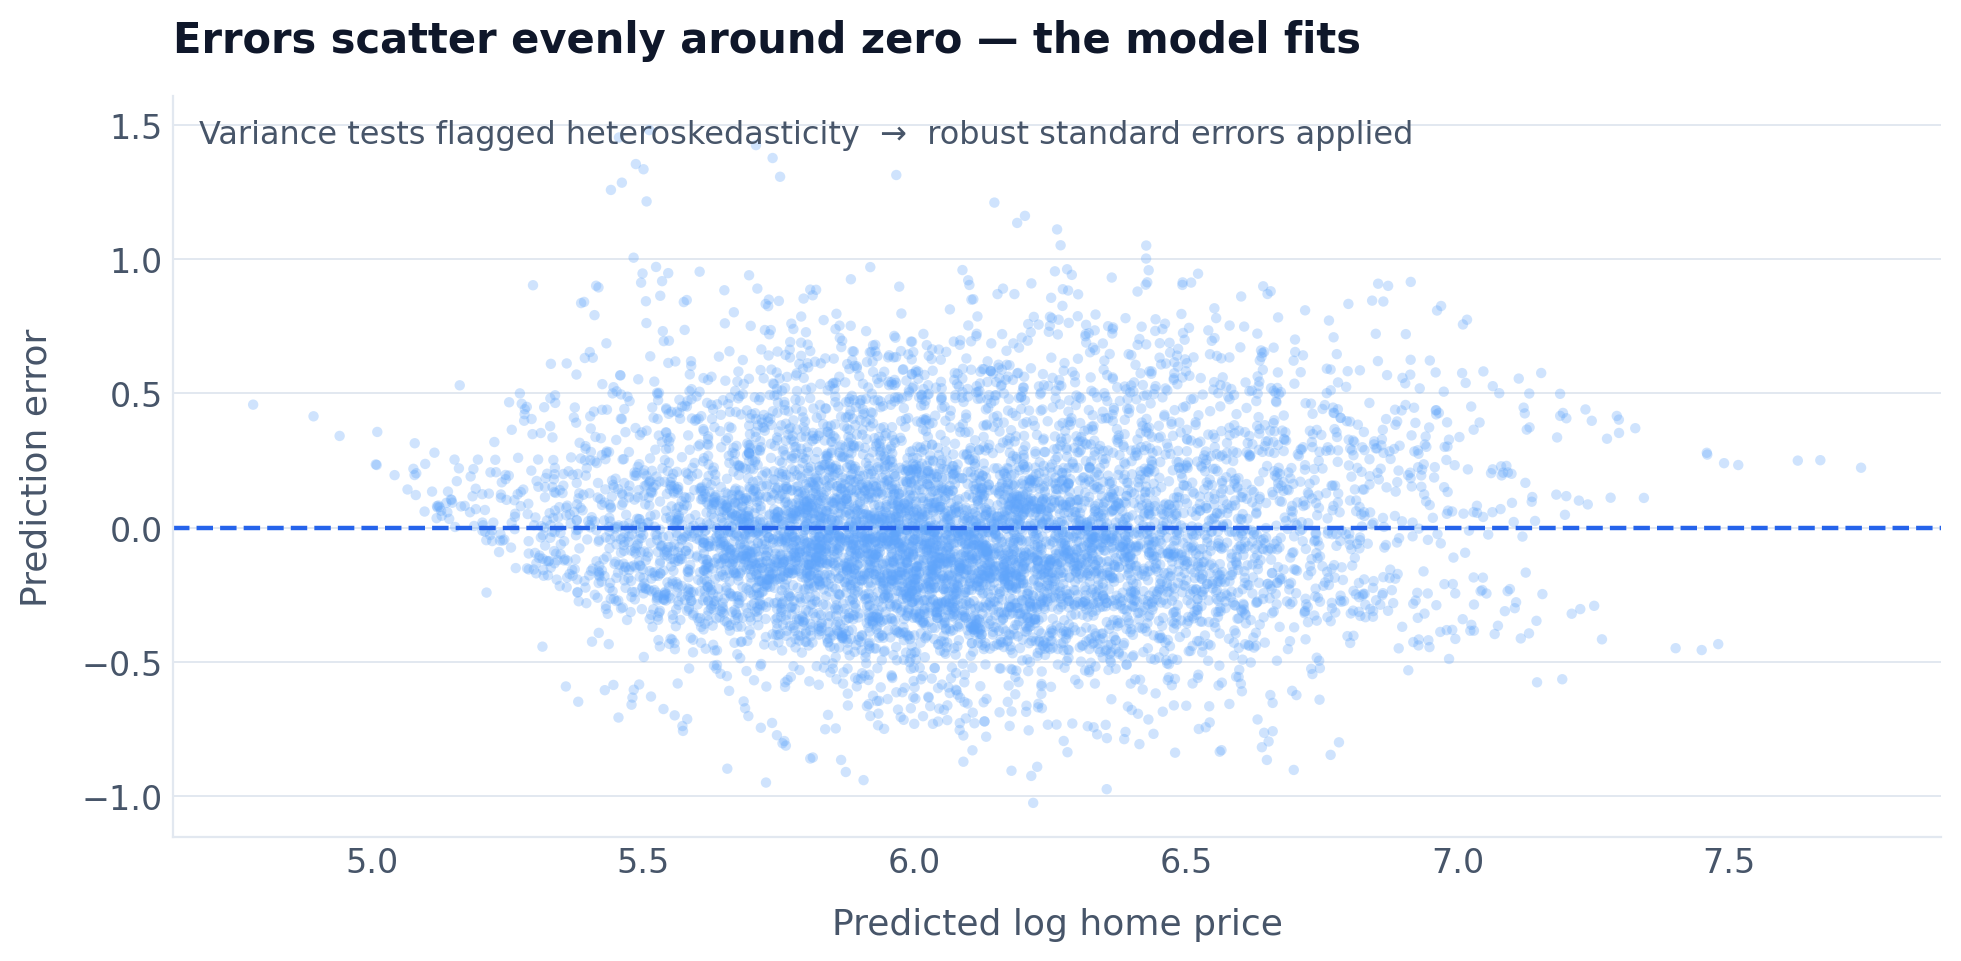 Errors scatter evenly around zero — the model fits
Variance tests flagged heteroskedasticity → robust standard errors applied
1.5
1.0
0.5
0.0
−0.5
−1.0
Prediction error
5.0 5.5 6.0 6.5 7.0 7.5
Predicted log home price